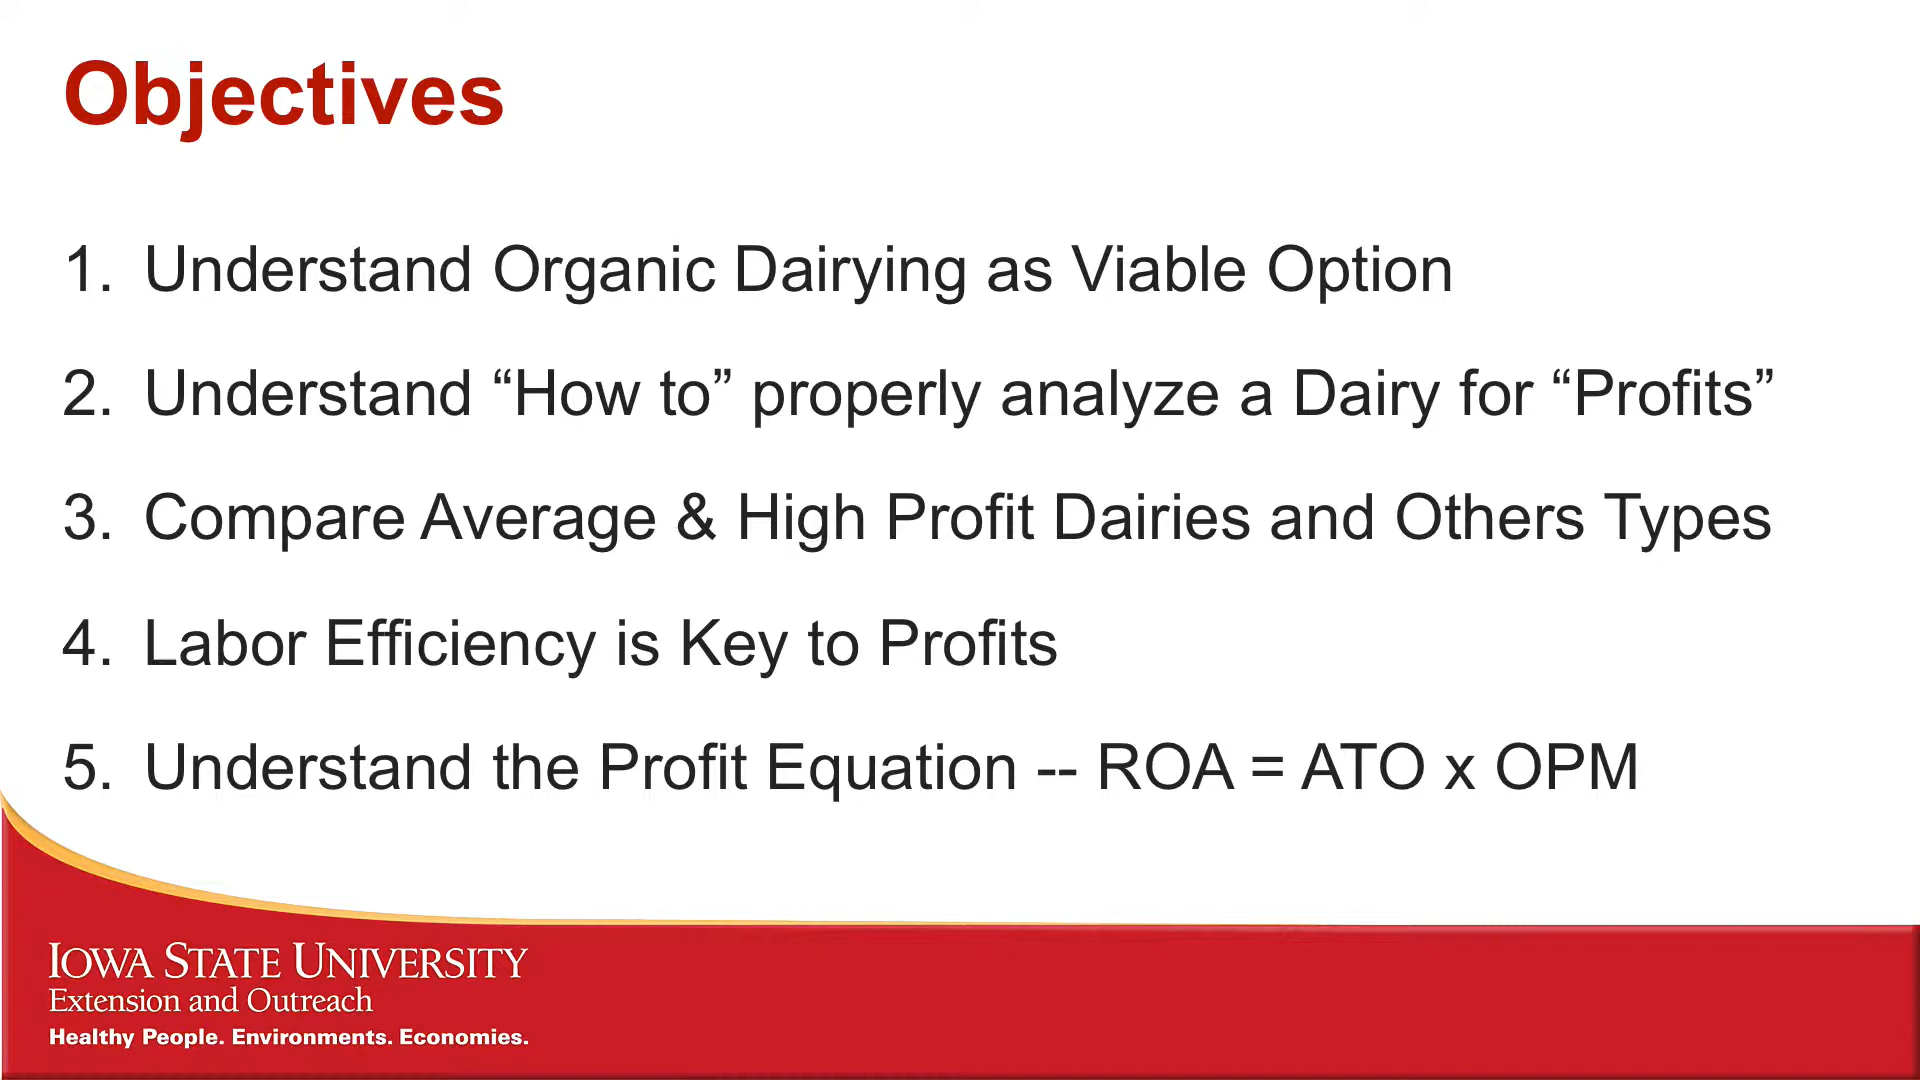 Objectives
1. Understand Organic Dairying as Viable Option
2. Understand “How to” properly analyze a Dairy for “Profits”
3. Compare Average & High Profit Dairies and Others Types
4. Labor Efficiency is Key to Profits
5. Understand the Profit Equation -- ROA = ATO x OPM
IOWA STATE UNIVERSITY
Extension and Outreach
Healthy People. Environments. Economies.